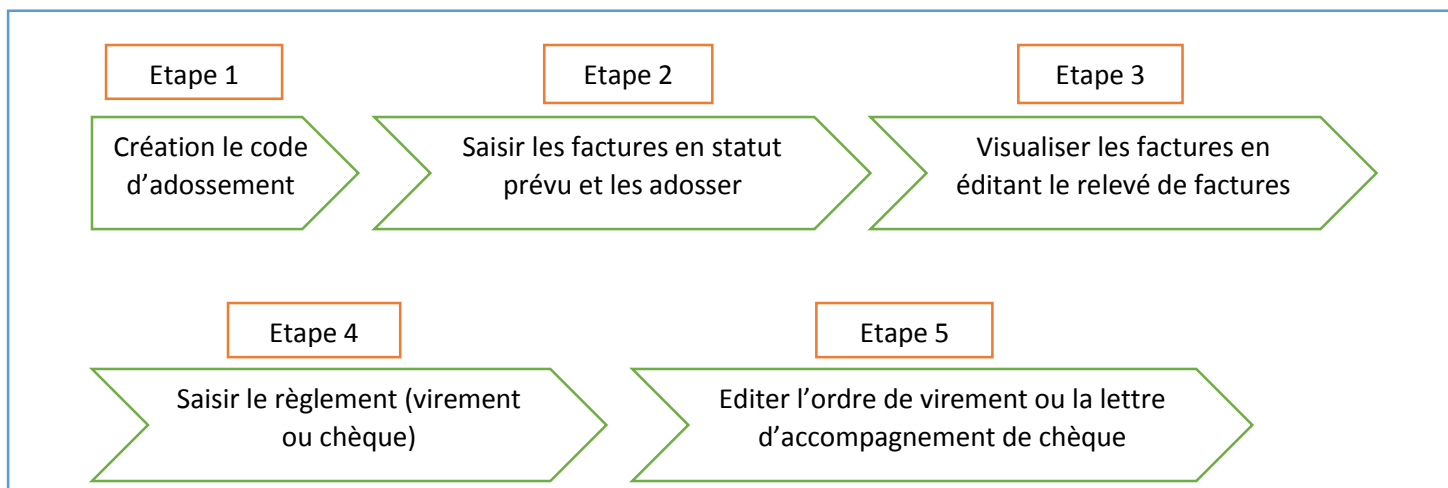 Etape 1
Etape 2
Etape 3
Création le code
d’adossement
Saisir les factures en statut
prévu et les adosser
Visualiser les factures en
éditant le relevé de factures
Etape 4
Etape 5
Saisir le règlement (virement
ou chèque)
Editer l’ordre de virement ou la lettre
d’accompagnement de chèque